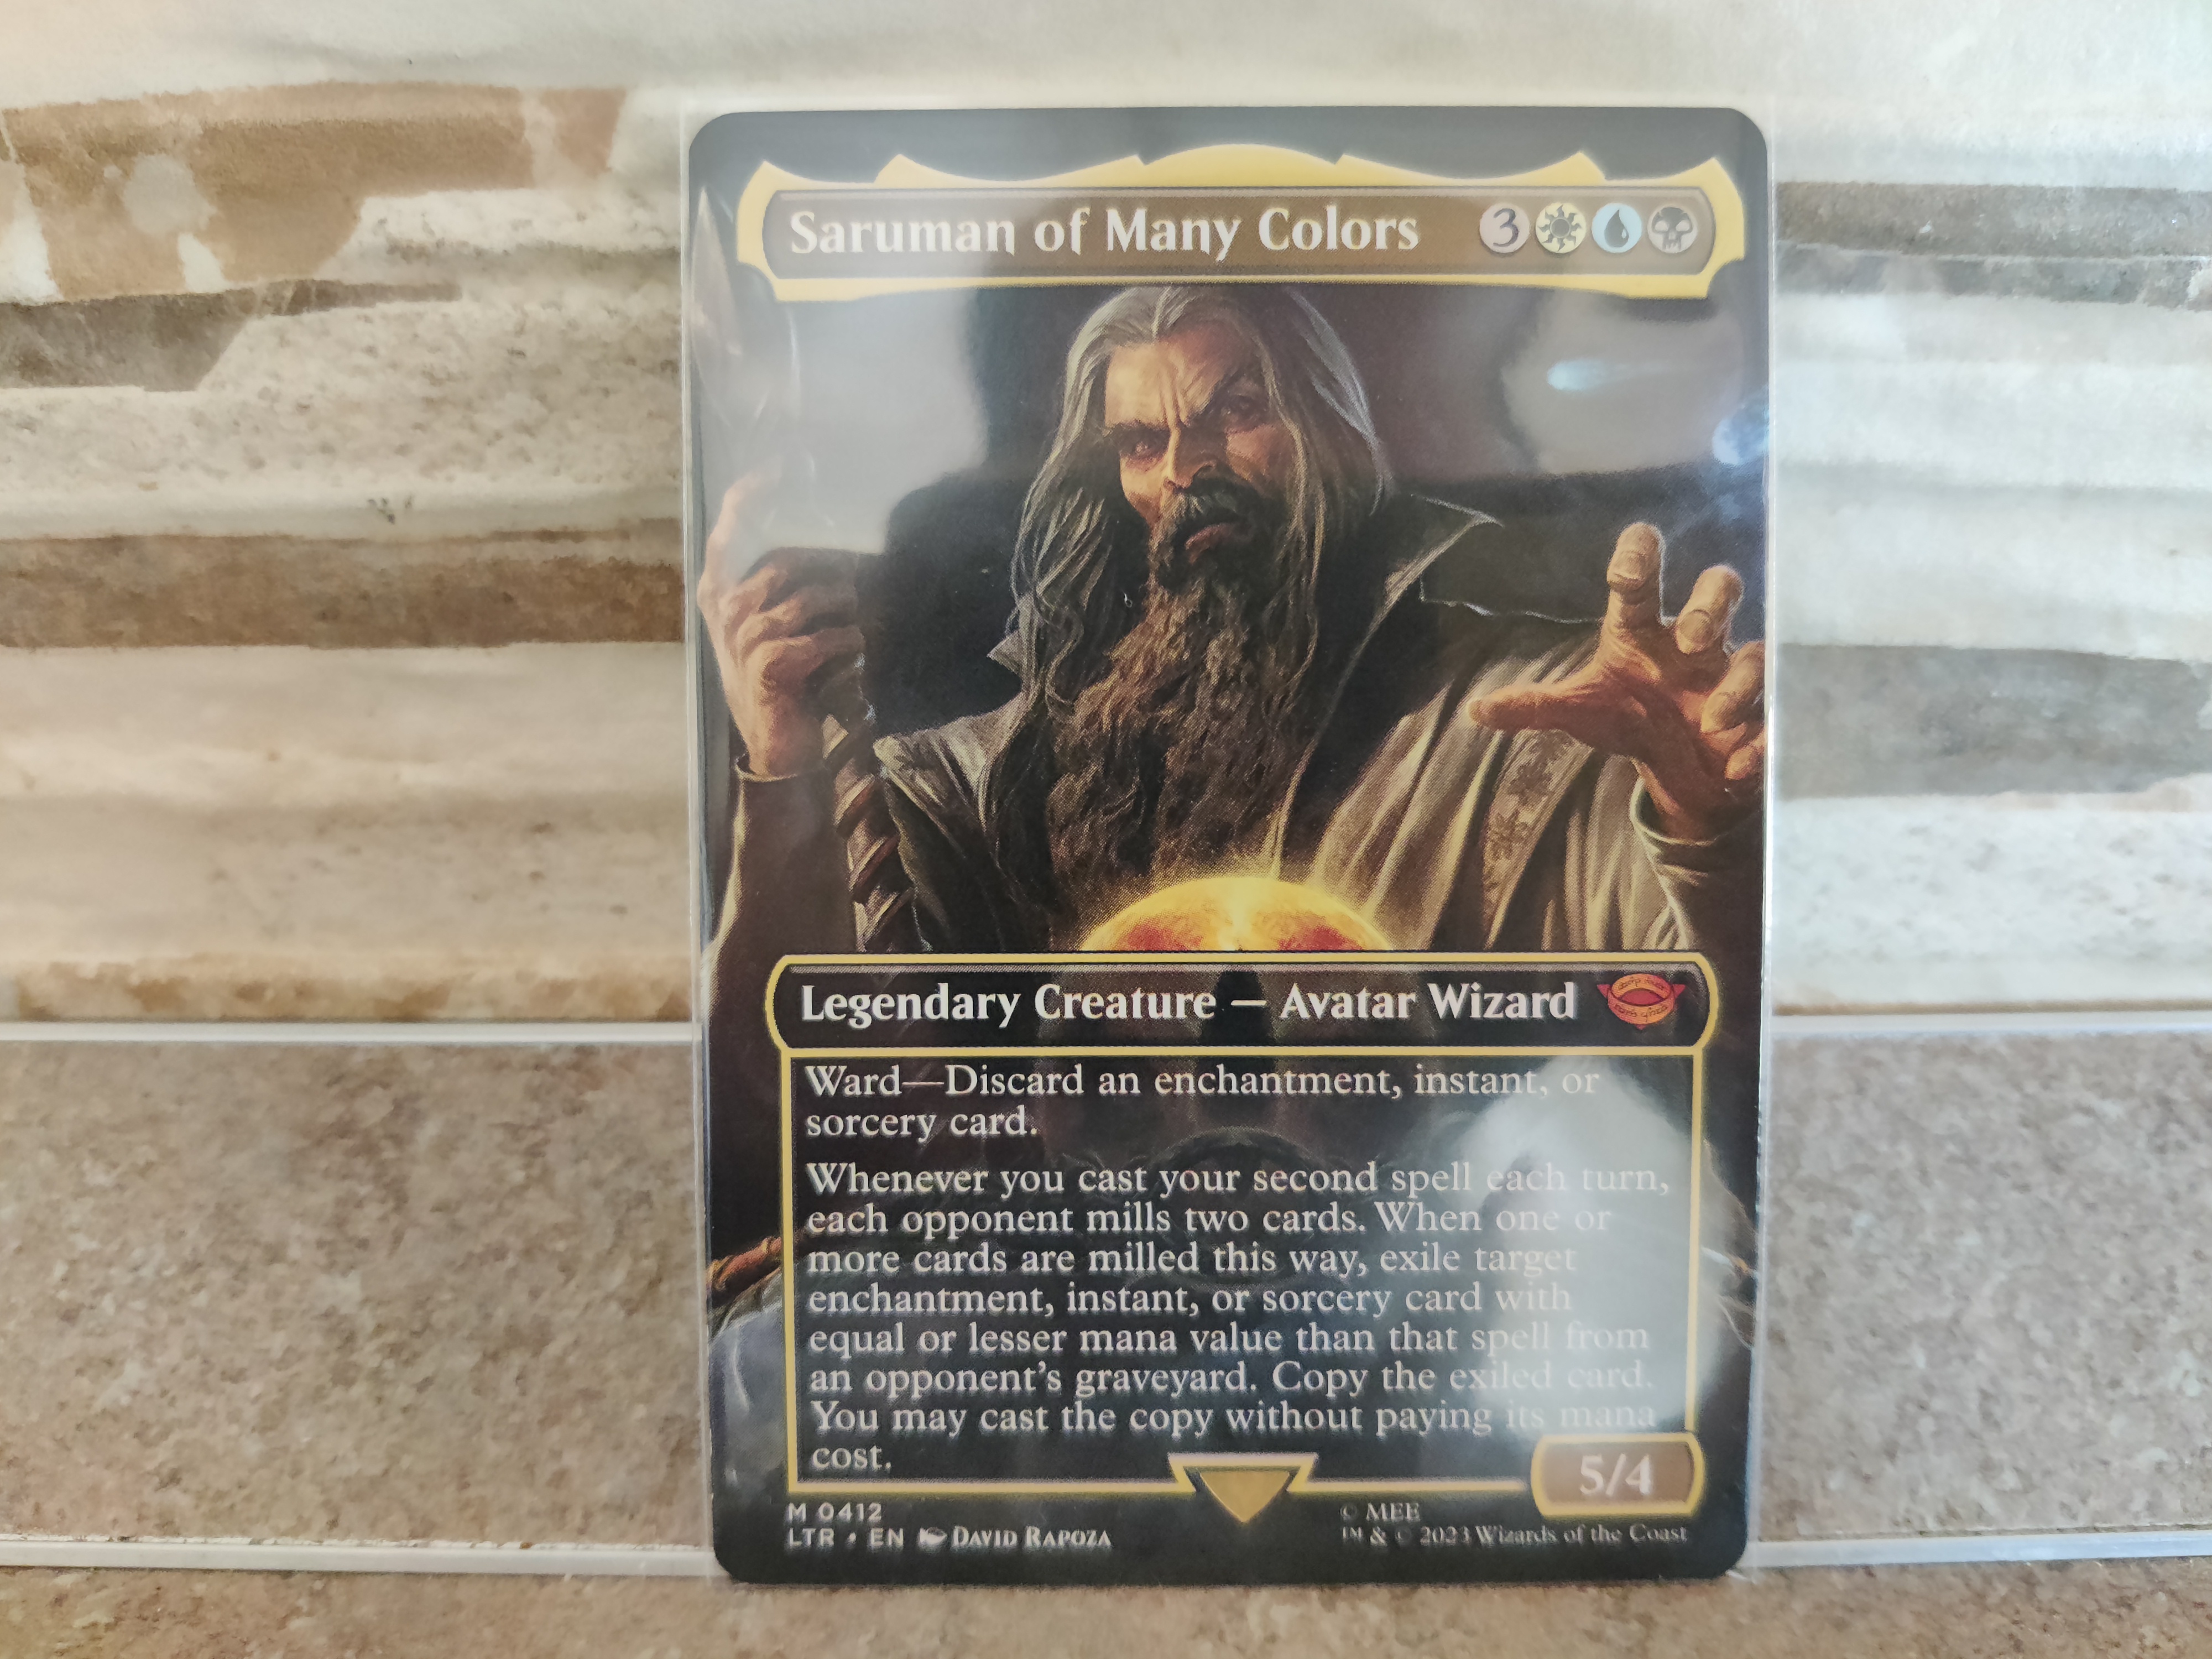 Saruman of Many Colors 3
Legendary Creature — Avatar Wizard
Ward—Discard an enchantment, instant, or
sorcery card.
Whenever you cast your second spell each turn,
each opponent mills two cards. When one or
more cards are milled this way, exile target
enchantment, instant, or sorcery card with
equal or lesser mana value than that spell from
an opponent's graveyard. Copy the exiled card.
You may cast the copy without paying its mana
cost.
5/4
M 0412
LTR • EN DAVID RAPOZA
© MEE
™ & © 2023 Wizards of the Coast